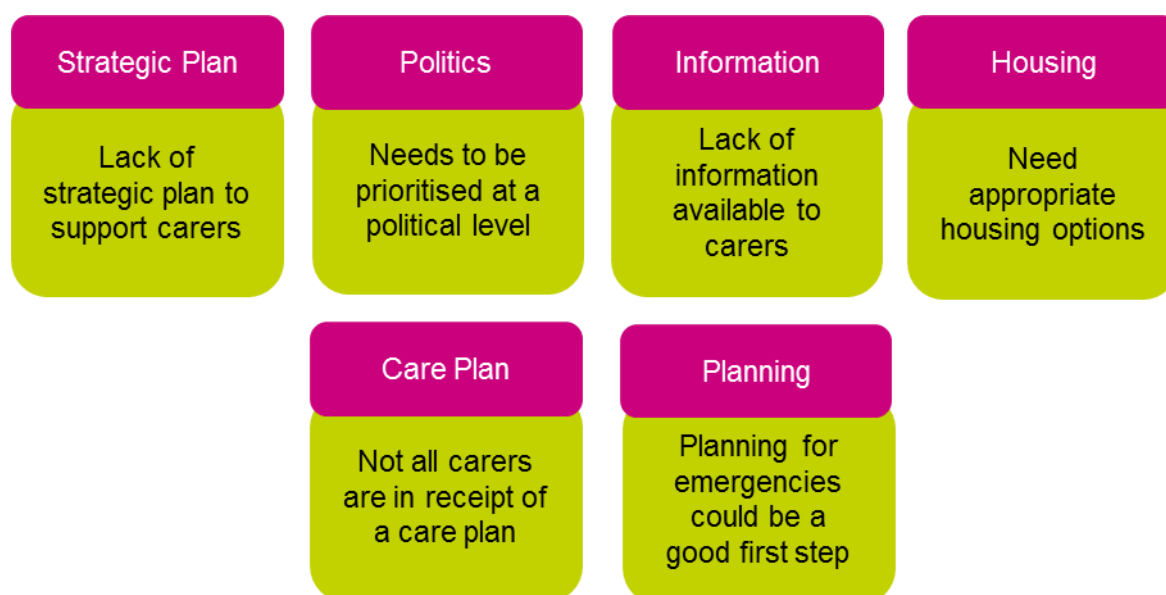 Strategic Plan
Lack of
strategic plan to
support carers
Politics
Needs to be
prioritised at a
political level
Information
Lack of
information
available to
carers
Housing
Need
appropriate
housing options
Care Plan
Not all carers
are in receipt of
a care plan
Planning
Planning for
emergencies
could be a
good first step